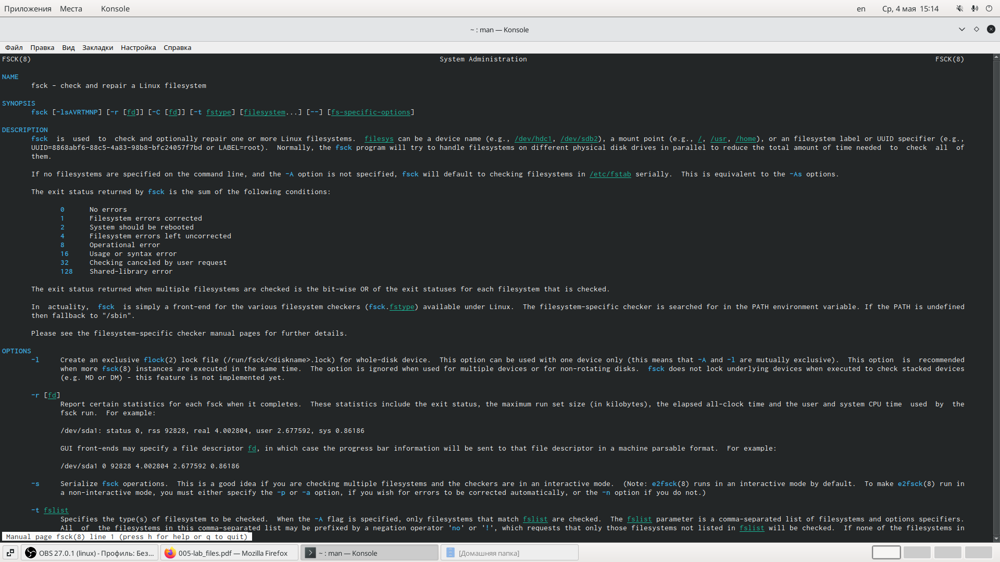 Приложения Места Konsole en Ср, 4 мая 15:14
~ : man — Konsole
Файл Правка Вид Закладки Настройка Справка
FSCK(8) System Administration FSCK(8)
NAME
fsck - check and repair a Linux filesystem
SYNOPSIS
fsck [-lsAVRTMNP] [-r [fd]] [-C [fd]] [-t fstype] [filesystem...] [--] [fs-specific-options]
DESCRIPTION
fsck is used to check and optionally repair one or more Linux filesystems. filesys can be a device name (e.g., /dev/hdc1, /dev/sdb2), a mount point (e.g., /, /usr, /home), or an filesystem label or UUID specifier (e.g.,
UUID=8868abf6-88c5-4a83-98b8-bfc24057f7bd or LABEL=root). Normally, the fsck program will try to handle filesystems on different physical disk drives in parallel to reduce the total amount of time needed to check all of
them.
If no filesystems are specified on the command line, and the -A option is not specified, fsck will default to checking filesystems in /etc/fstab serially. This is equivalent to the -As options.
The exit status returned by fsck is the sum of the following conditions:
0 No errors
1 Filesystem errors corrected
2 System should be rebooted
4 Filesystem errors left uncorrected
8 Operational error
16 Usage or syntax error
32 Checking canceled by user request
128 Shared-library error
The exit status returned when multiple filesystems are checked is the bit-wise OR of the exit statuses for each filesystem that is checked.
In actuality, fsck is simply a front-end for the various filesystem checkers (fsck.fstype) available under Linux. The filesystem-specific checker is searched for in the PATH environment variable. If the PATH is undefined
then fallback to "/sbin".
Please see the filesystem-specific checker manual pages for further details.
OPTIONS
-l Create an exclusive flock(2) lock file (/run/fsck/<diskname>.lock) for whole-disk device. This option can be used with one device only (this means that -A and -l are mutually exclusive). This option is recommended
when more fsck(8) instances are executed in the same time. The option is ignored when used for multiple devices or for non-rotating disks. fsck does not lock underlying devices when executed to check stacked devices
(e.g. MD or DM) - this feature is not implemented yet.
-r [fd]
Report certain statistics for each fsck when it completes. These statistics include the exit status, the maximum run set size (in kilobytes), the elapsed all-clock time and the user and system CPU time used by the
fsck run. For example:
/dev/sda1: status 0, rss 92828, real 4.002804, user 2.677592, sys 0.86186
GUI front-ends may specify a file descriptor fd, in which case the progress bar information will be sent to that file descriptor in a machine parsable format. For example:
/dev/sda1 0 92828 4.002804 2.677592 0.86186
-s Serialize fsck operations. This is a good idea if you are checking multiple filesystems and the checkers are in an interactive mode. (Note: e2fsck(8) runs in an interactive mode by default. To make e2fsck(8) run in
a non-interactive mode, you must either specify the -p or -a option, if you wish for errors to be corrected automatically, or the -n option if you do not.)
-t fslist
Specifies the type(s) of filesystem to be checked. When the -A flag is specified, only filesystems that match fslist are checked. The fslist parameter is a comma-separated list of filesystems and options specifiers.
All of the filesystems in this comma-separated list may be prefixed by a negation operator 'no' or '!', which requests that only those filesystems not listed in fslist will be checked. If none of the filesystems in
Manual page fsck(8) line 1 (press h for help or q to quit)
OBS 27.0.1 (linux) - Профиль: Без... 005-lab_files.pdf — Mozilla Firefox ~ : man — Konsole [Домашняя папка]